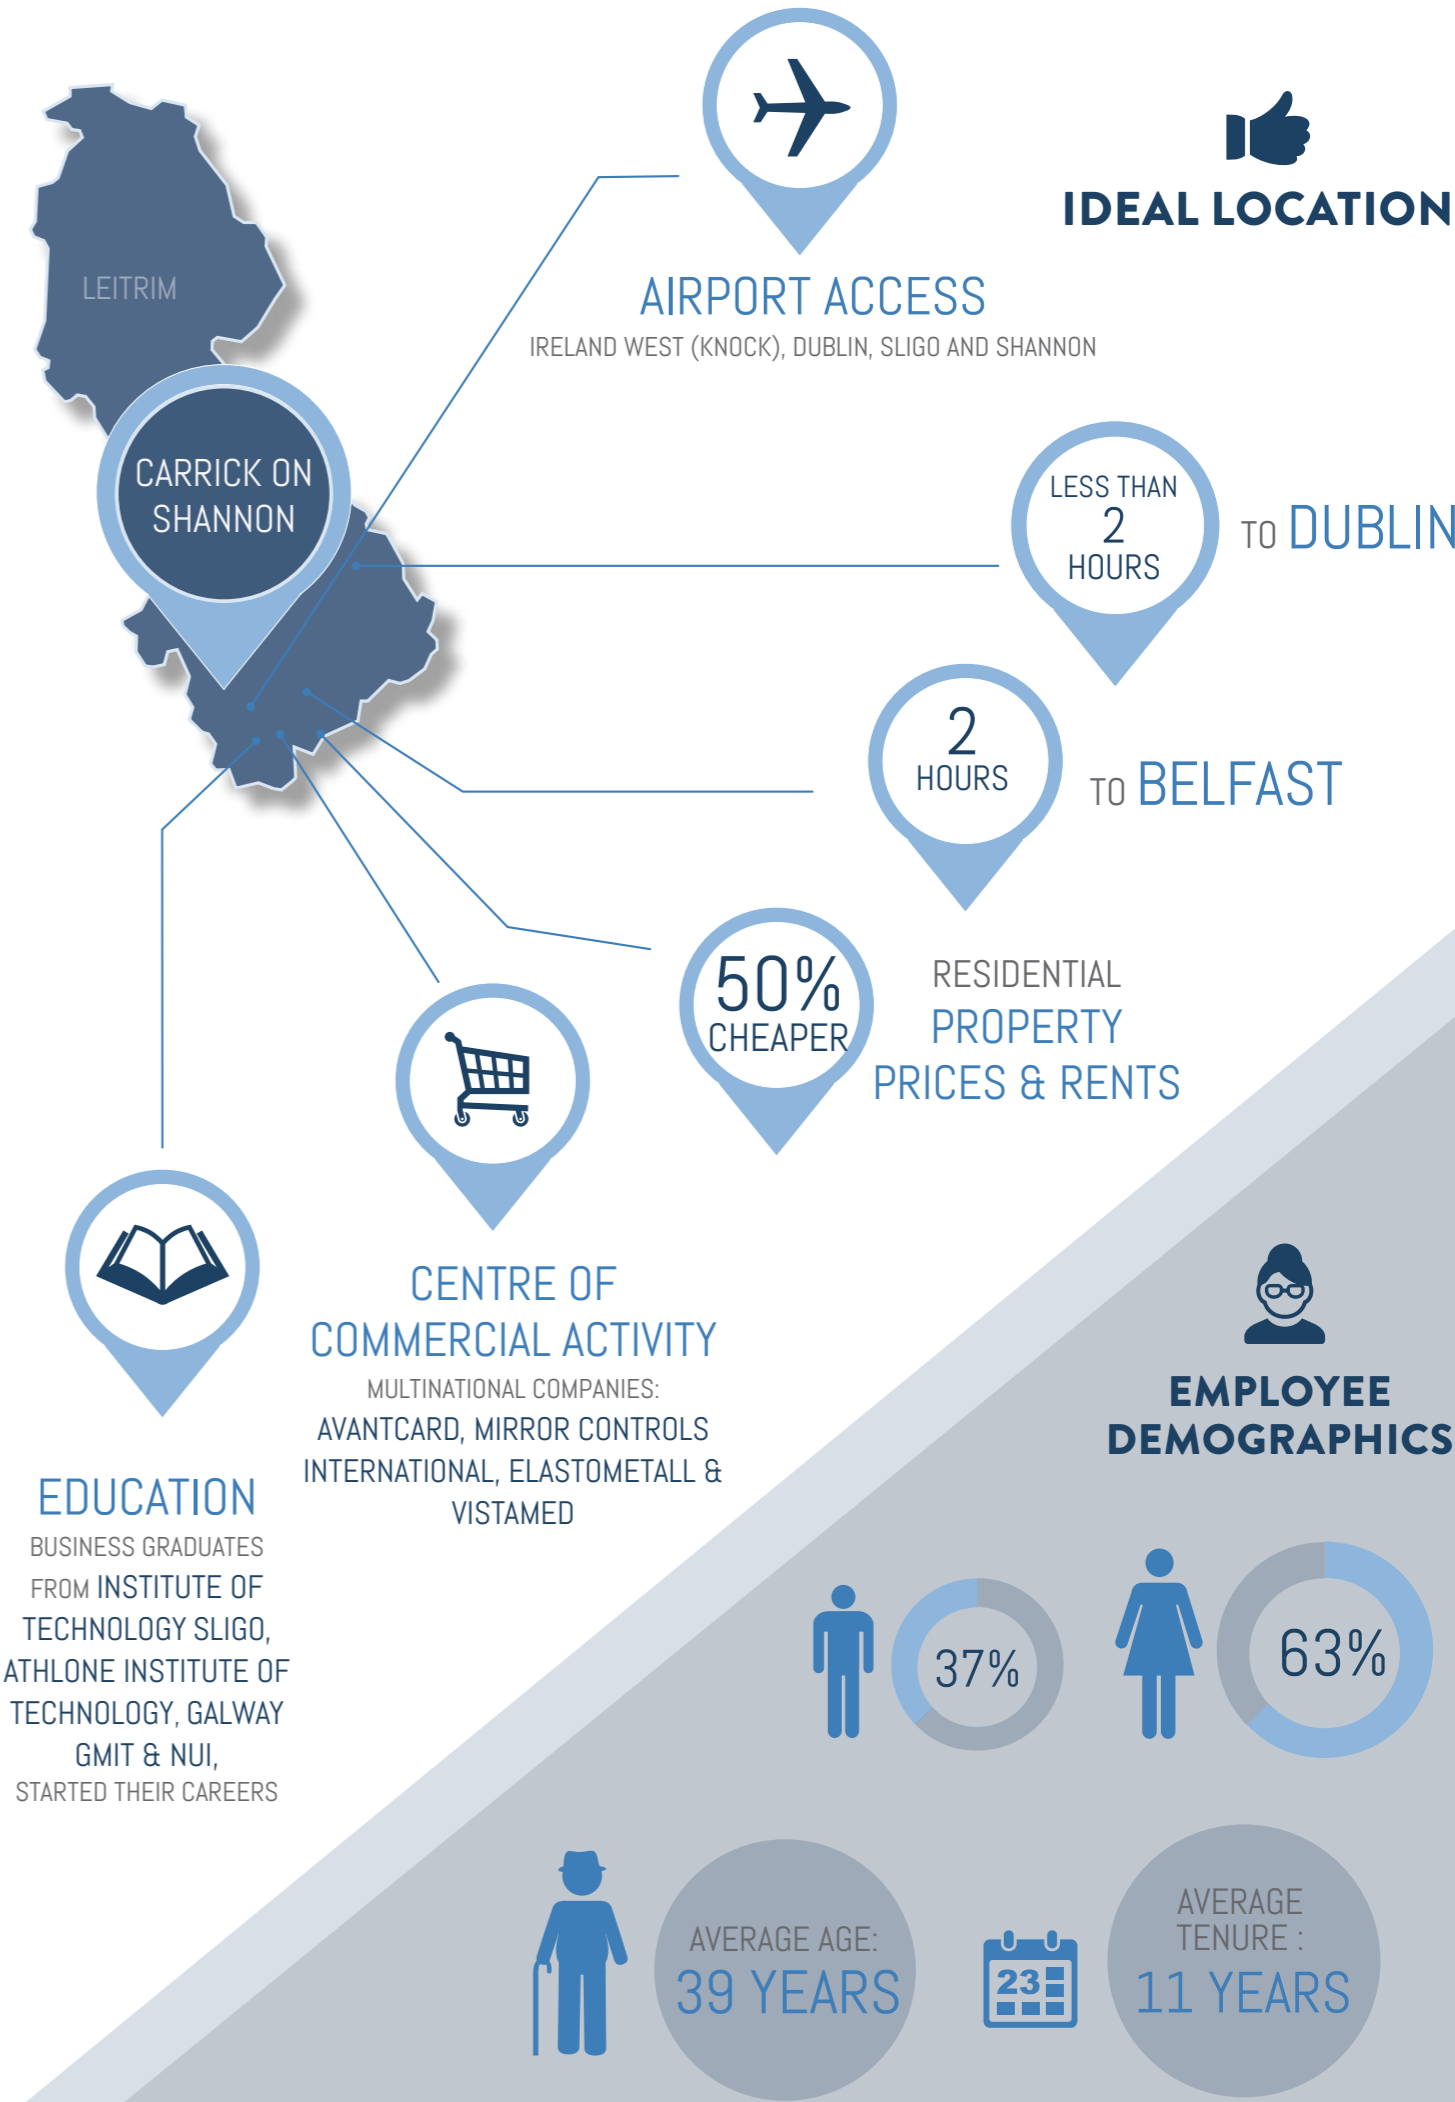 IDEAL LOCATION
LEITRIM
AIRPORT ACCESS
IRELAND WEST (KNOCK), DUBLIN, SLIGO AND SHANNON
CARRICK ON
SHANNON
LESS THAN
2
HOURS
TO DUBLIN
2
HOURS
TO BELFAST
50%
CHEAPER
RESIDENTIAL
PROPERTY
PRICES & RENTS
CENTRE OF
COMMERCIAL ACTIVITY
MULTINATIONAL COMPANIES:
AVANTCARD, MIRROR CONTROLS
INTERNATIONAL, ELASTOMETALL &
VISTAMED
EDUCATION
BUSINESS GRADUATES
FROM INSTITUTE OF
TECHNOLOGY SLIGO,
ATHLONE INSTITUTE OF
TECHNOLOGY, GALWAY
GMIT & NUI,
STARTED THEIR CAREERS
EMPLOYEE
DEMOGRAPHICS
37%
63%
AVERAGE AGE:
39 YEARS
23
AVERAGE
TENURE :
11 YEARS